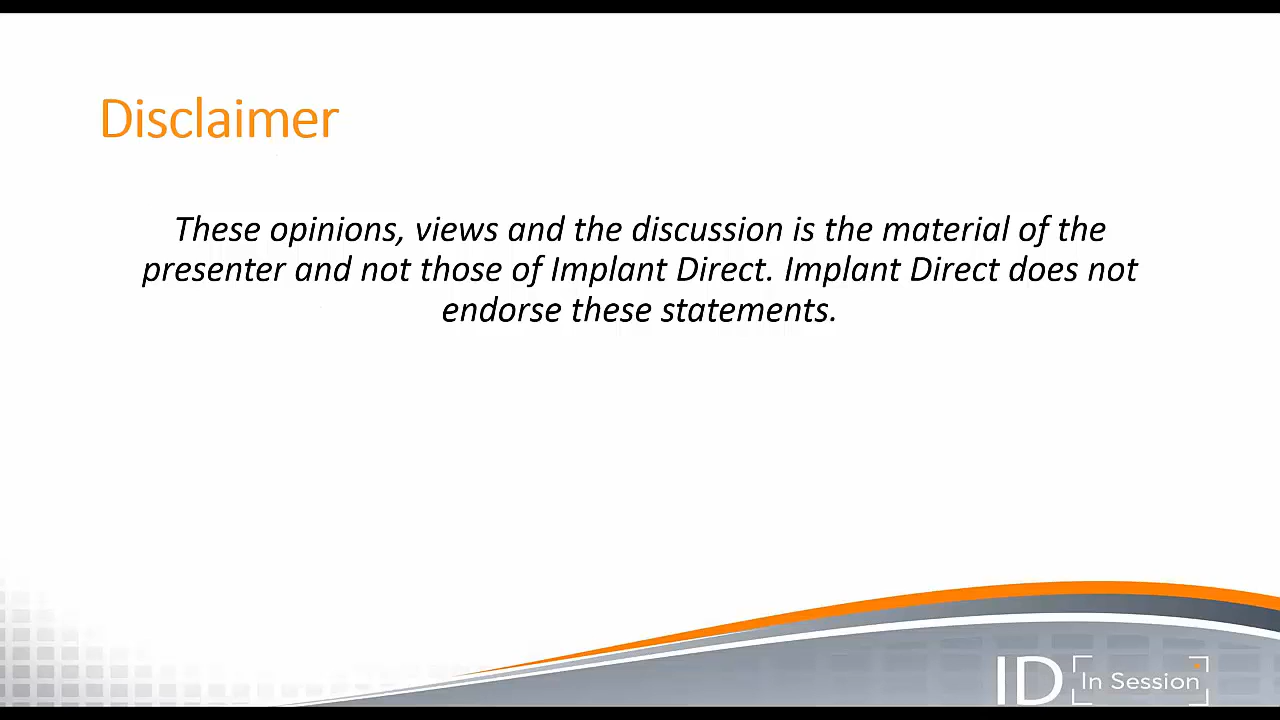 Disclaimer
These opinions, views and the discussion is the material of the
presenter and not those of Implant Direct. Implant Direct does not
endorse these statements.
ID In Session